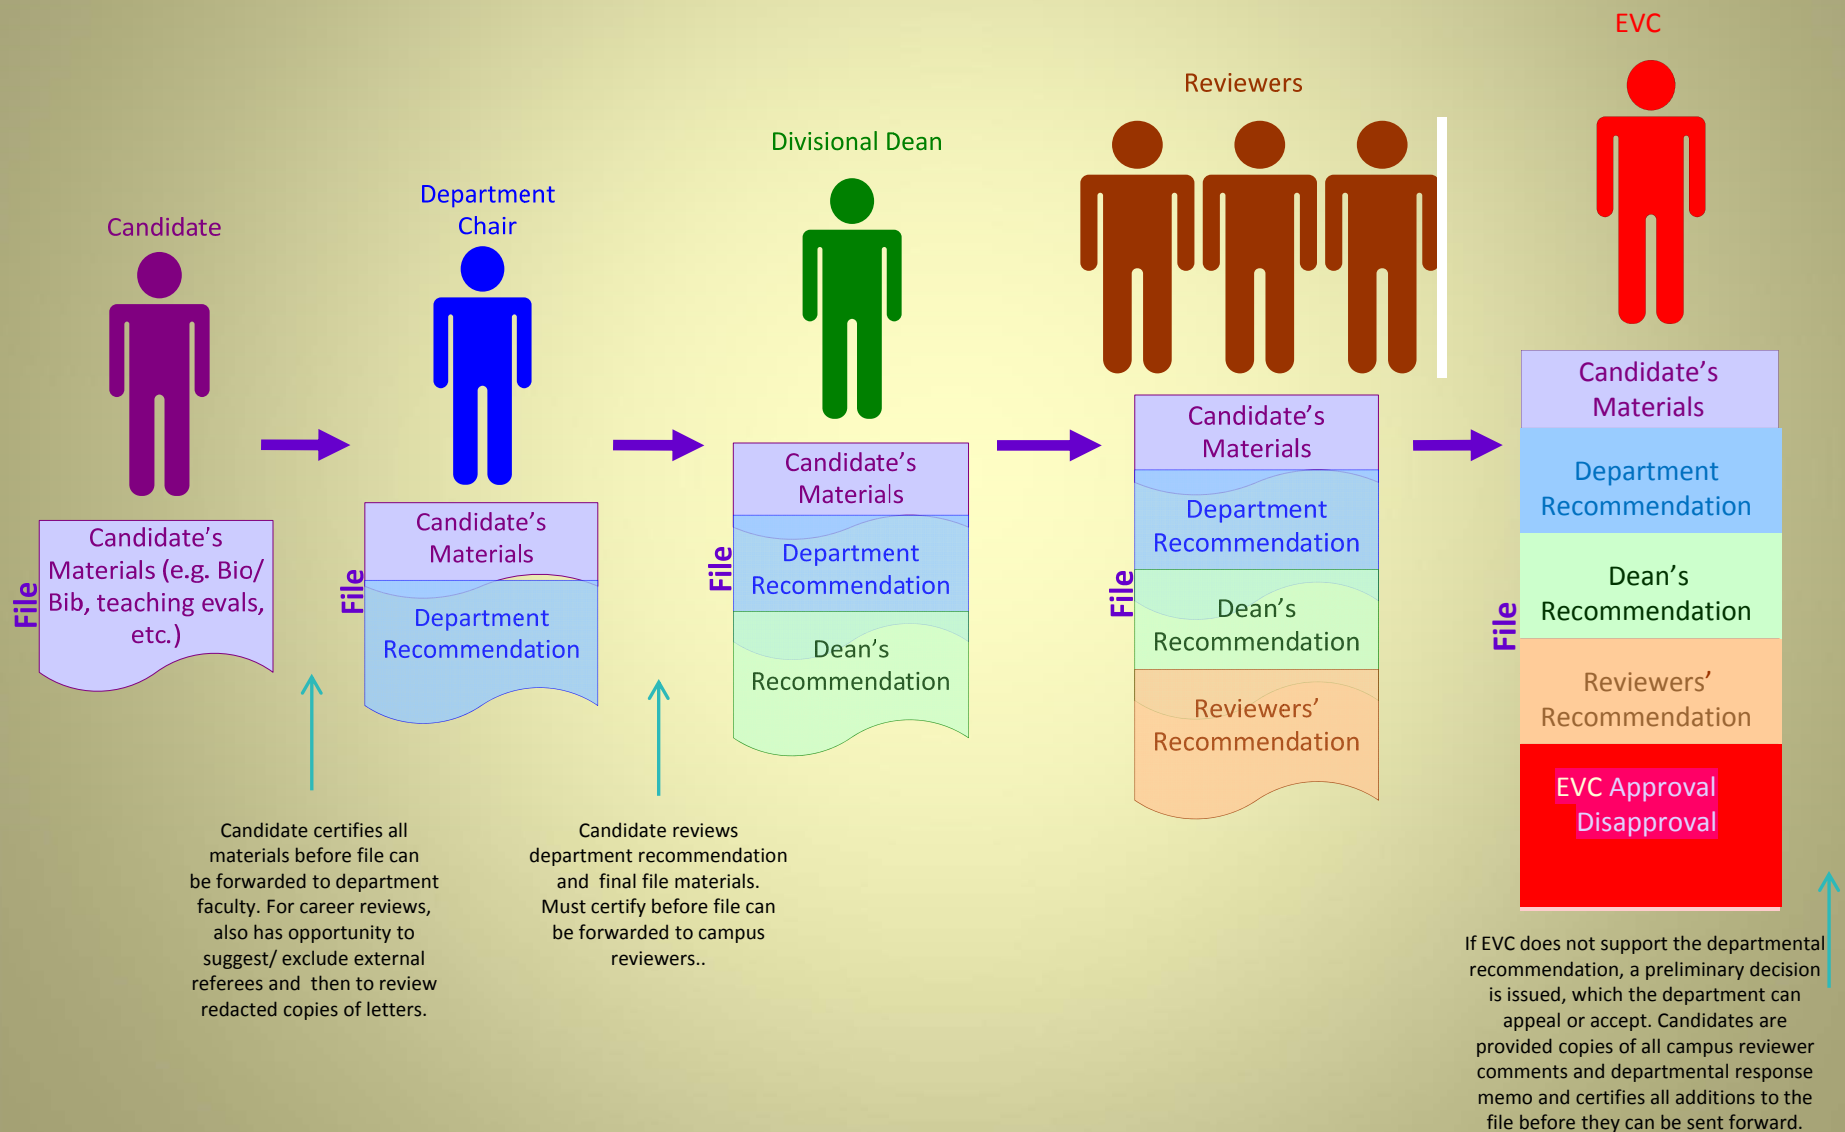 Candidate
File
Candidate's
Materials (e.g. Bio/
Bib, teaching evals,
etc.)
Candidate certifies all
materials before file can
be forwarded to department
faculty. For career reviews,
also has opportunity to
suggest/ exclude external
referees and then to review
redacted copies of letters.
Department
Chair
File
Candidate's
Materials
Department
Recommendation
Candidate reviews
department recommendation
and final file materials.
Must certify before file can
be forwarded to campus
reviewers..
Divisional Dean
File
Candidate's
Materials
Department
Recommendation
Dean's
Recommendation
Reviewers
File
Candidate's
Materials
Department
Recommendation
Dean's
Recommendation
Reviewers'
Recommendation
EVC
File
Candidate's
Materials
Department
Recommendation
Dean's
Recommendation
Reviewers'
Recommendation
EVC Approval
Disapproval
If EVC does not support the departmental
recommendation, a preliminary decision
is issued, which the department can
appeal or accept. Candidates are
provided copies of all campus reviewer
comments and departmental response
memo and certifies all additions to the
file before they can be sent forward.